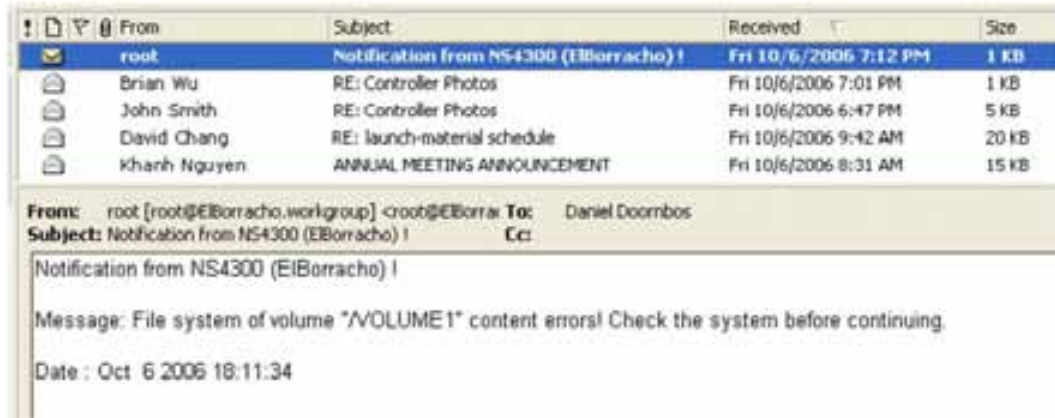 ! From Subject Received Size
root Notification from NS4300 (ElBorracho) ! Fri 10/6/2006 7:12 PM 1 KB
Brian Wu RE: Controller Photos Fri 10/6/2006 7:01 PM 1 KB
John Smith RE: Controller Photos Fri 10/6/2006 6:47 PM 5 KB
David Chang RE: launch-material schedule Fri 10/6/2006 9:42 AM 20 KB
Khanh Nguyen ANNUAL MEETING ANNOUNCEMENT Fri 10/6/2006 8:31 AM 15 KB
From: root [root@ElBorracho.workgroup] <root@ElBorrac To: Daniel Doornbos
Subject: Notification from NS4300 (ElBorracho) ! Cc:
Notification from NS4300 (ElBorracho) !
Message: File system of volume "/VOLUME1" content errors! Check the system before continuing.
Date : Oct 6 2006 18:11:34